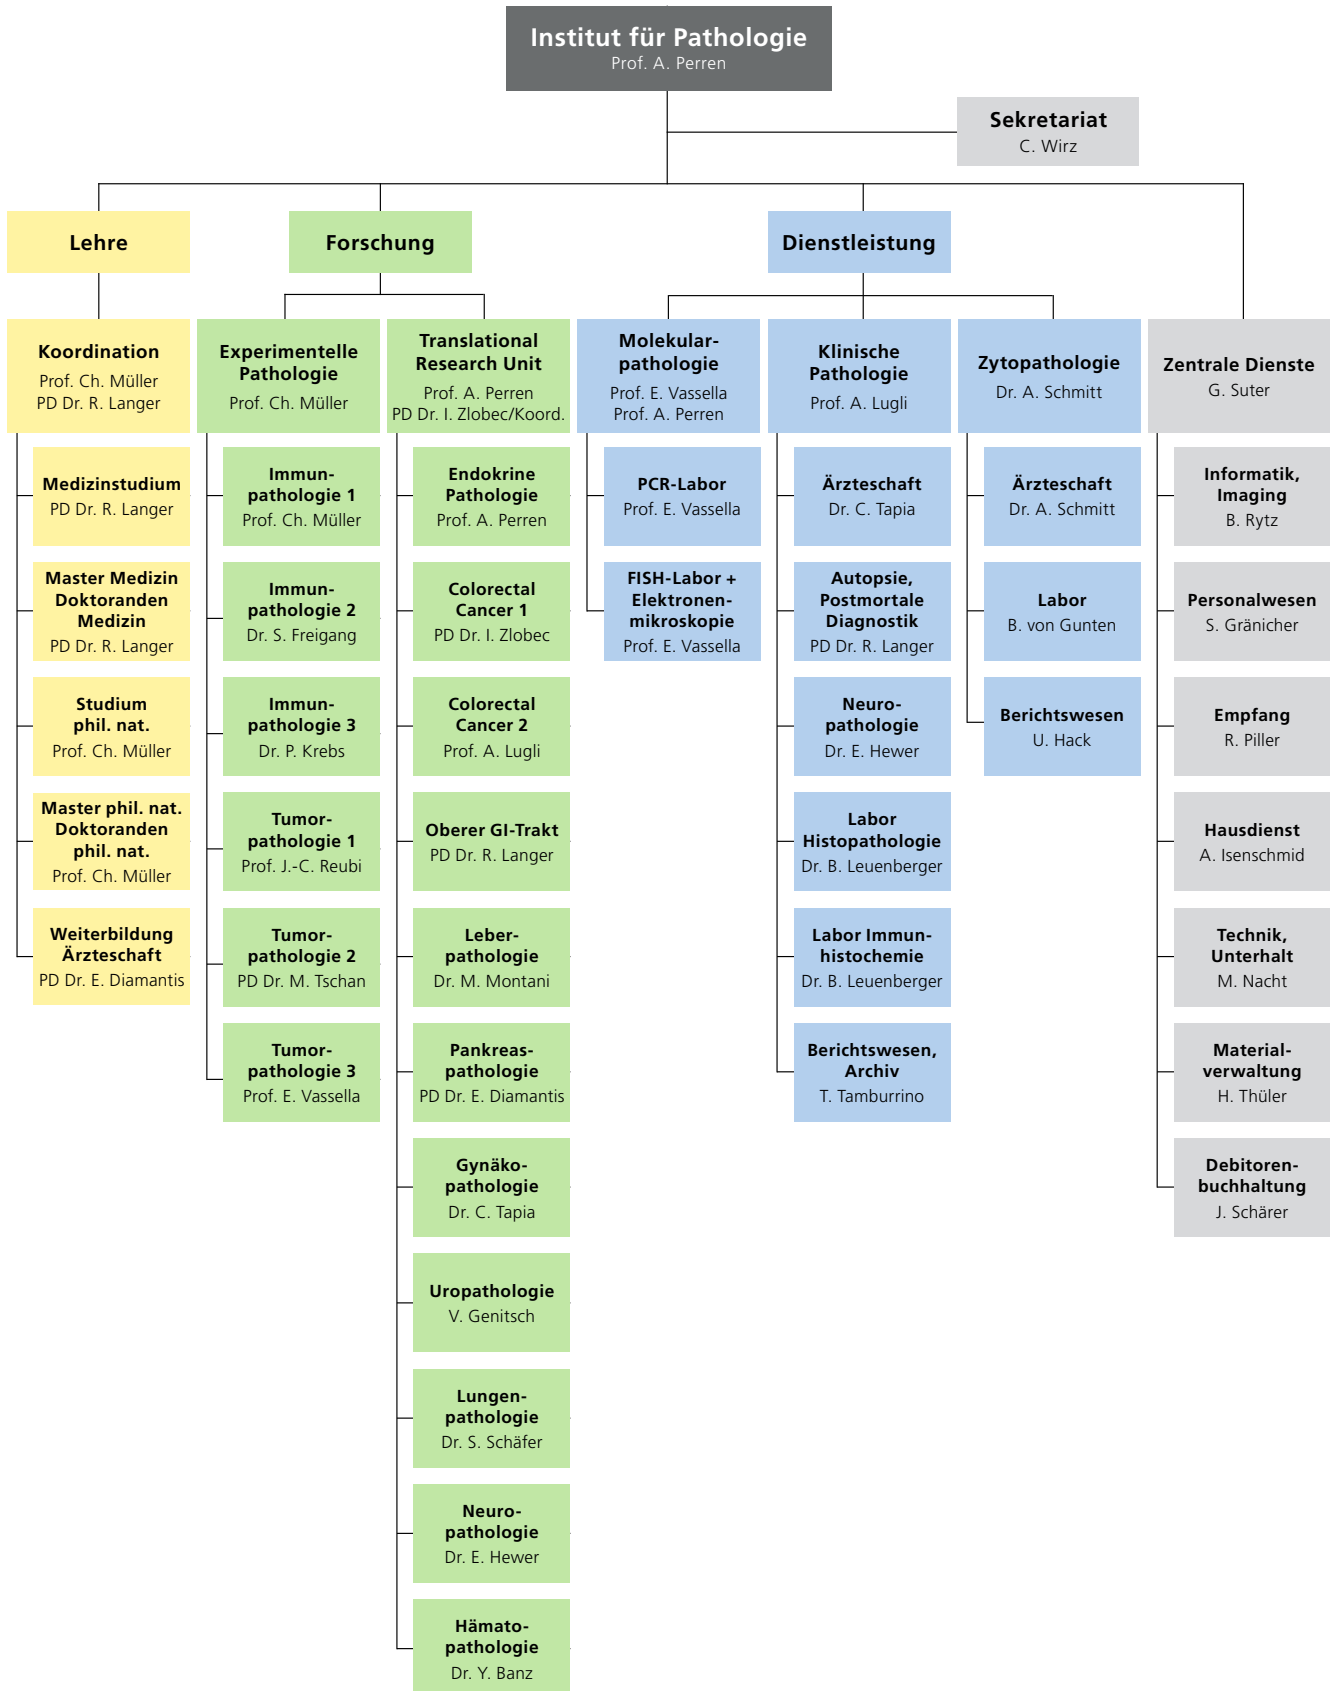 Institut für Pathologie
Prof. A. Perren
Sekretariat
C. Wirz
Lehre
Forschung
Dienstleistung
Koordination
Prof. Ch. Müller
PD Dr. R. Langer
Medizinstudium
PD Dr. R. Langer
Master Medizin
Doktoranden
Medizin
PD Dr. R. Langer
Studium
phil. nat.
Prof. Ch. Müller
Master phil. nat.
Doktoranden
phil. nat.
Prof. Ch. Müller
Weiterbildung
Ärzteschaft
PD Dr. E. Diamantis
Experimentelle
Pathologie
Prof. Ch. Müller
Immun-
pathologie 1
Prof. Ch. Müller
Immun-
pathologie 2
Dr. S. Freigang
Immun-
pathologie 3
Dr. P. Krebs
Tumor-
pathologie 1
Prof. J.-C. Reubi
Tumor-
pathologie 2
PD Dr. M. Tschan
Tumor-
pathologie 3
Prof. E. Vassella
Translational
Research Unit
Prof. A. Perren
PD Dr. I. Zlobec/Koord.
Endokrine
Pathologie
Prof. A. Perren
Colorectal
Cancer 1
PD Dr. I. Zlobec
Colorectal
Cancer 2
Prof. A. Lugli
Oberer GI-Trakt
PD Dr. R. Langer
Leber-
pathologie
Dr. M. Montani
Pankreas-
pathologie
PD Dr. E. Diamantis
Gynäko-
pathologie
Dr. C. Tapia
Uropathologie
V. Genitsch
Lungen-
pathologie
Dr. S. Schäfer
Neuro-
pathologie
Dr. E. Hewer
Hämato-
pathologie
Dr. Y. Banz
Molekular-
pathologie
Prof. E. Vassella
Prof. A. Perren
PCR-Labor
Prof. E. Vassella
FISH-Labor +
Elektronen-
mikroskopie
Prof. E. Vassella
Klinische
Pathologie
Prof. A. Lugli
Ärzteschaft
Dr. C. Tapia
Autopsie,
Postmortale
Diagnostik
PD Dr. R. Langer
Neuro-
pathologie
Dr. E. Hewer
Labor
Histopathologie
Dr. B. Leuenberger
Labor Immun-
histochemie
Dr. B. Leuenberger
Berichtswesen,
Archiv
T. Tamburrino
Zytopathologie
Dr. A. Schmitt
Ärzteschaft
Dr. A. Schmitt
Labor
B. von Gunten
Berichtswesen
U. Hack
Zentrale Dienste
G. Suter
Informatik,
Imaging
B. Rytz
Personalwesen
S. Gränicher
Empfang
R. Piller
Hausdienst
A. Isenschmid
Technik,
Unterhalt
M. Nacht
Material-
verwaltung
H. Thüler
Debitoren-
buchhaltung
J. Schärer